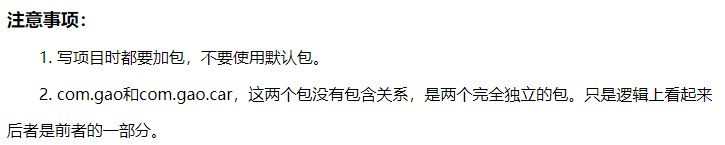 注意事项：
1. 写项目时都要加包，不要使用默认包。
2. com.gao和com.gao.car，这两个包没有包含关系，是两个完全独立的包。只是逻辑上看起来
后者是前者的一部分。